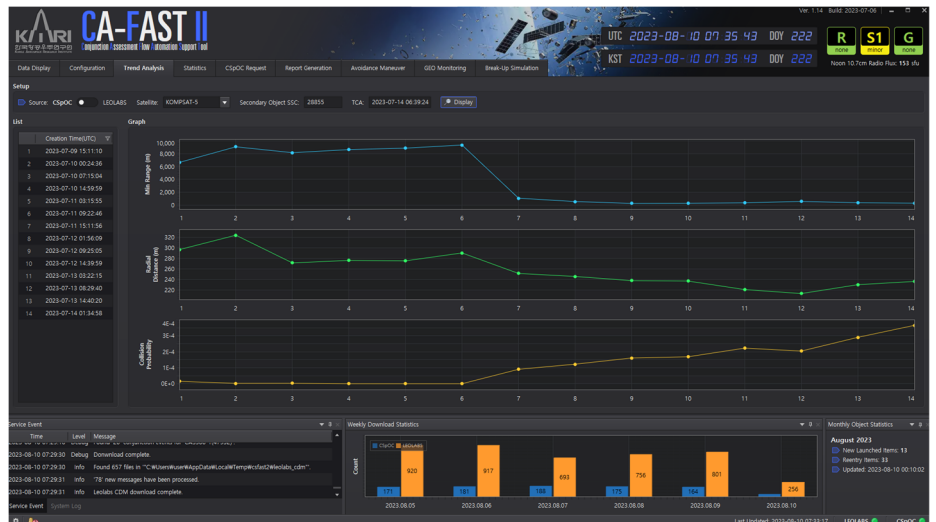 Ver. 1.14 Build: 2023-07-06
KARI
한국항공우주연구원
CA-FAST II
Conjunction Assessment Flow Automation Support Tool
UTC 2023-08-10 07 35 43 DOY 222
KST 2023-08-10 07 35 43 DOY 222
R none
S1 minor
G none
Noon 10.7cm Radio Flux: 153 sfu
Data Display Configuration Trend Analysis Statistics CSpOC Request Report Generation Avoidance Maneuver GEO Monitoring Break-Up Simulation
Setup
Source: CSpOC LEOLABS Satellite: KOMPSAT-5 Secondary Object SSC: 28855 TCA: 2023-07-14 06:39:24 Display
List
Creation Time(UTC)
1 2023-07-09 15:11:10
2 2023-07-10 00:24:36
3 2023-07-10 07:15:04
4 2023-07-10 14:59:59
5 2023-07-11 03:15:55
6 2023-07-11 09:22:46
7 2023-07-11 15:11:56
8 2023-07-12 01:56:09
9 2023-07-12 09:25:05
10 2023-07-12 14:39:59
11 2023-07-13 03:22:15
12 2023-07-13 08:29:40
13 2023-07-13 14:40:20
14 2023-07-14 01:34:58
Graph
Min Range (m)
10,000
8,000
6,000
4,000
2,000
0
1 2 3 4 5 6 7 8 9 10 11 12 13 14
Radial Distance (m)
320
300
280
260
240
220
1 2 3 4 5 6 7 8 9 10 11 12 13 14
Collision Probability
4E-4
3E-4
2E-4
1E-4
0E+0
1 2 3 4 5 6 7 8 9 10 11 12 13 14
Service Event
Time Level Message
2023-08-10 07:29:30 Debug Donwnload complete.
2023-08-10 07:29:30 Info Found 657 files in "C:₩Users₩user₩AppData₩Local₩Temp₩csfast2₩leolabs_cdm".
2023-08-10 07:29:31 Info '78' new messages have been processed.
2023-08-10 07:29:31 Info Leolabs CDM download complete.
Service Event System Log
Weekly Download Statistics
CSpOC LEOLABS
Count
171 920 181 917 188 693 175 756 184 801 256
2023.08.05 2023.08.06 2023.08.07 2023.08.08 2023.08.09 2023.08.10
Monthly Object Statistics
August 2023
New Launched Items: 13
Reentry Items: 33
Updated: 2023-08-10 00:10:02
Last Updated: 2023-08-10 07:33:17 LEOLABS CSpOC